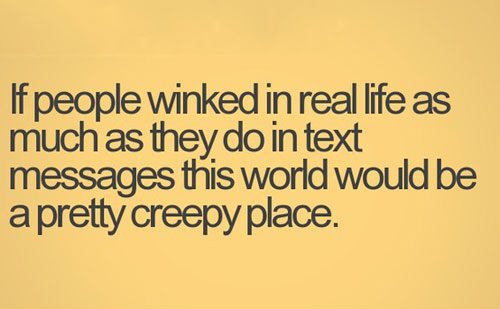 If people winked in real life as
much as they do in text
messages this world would be
a pretty creepy place.